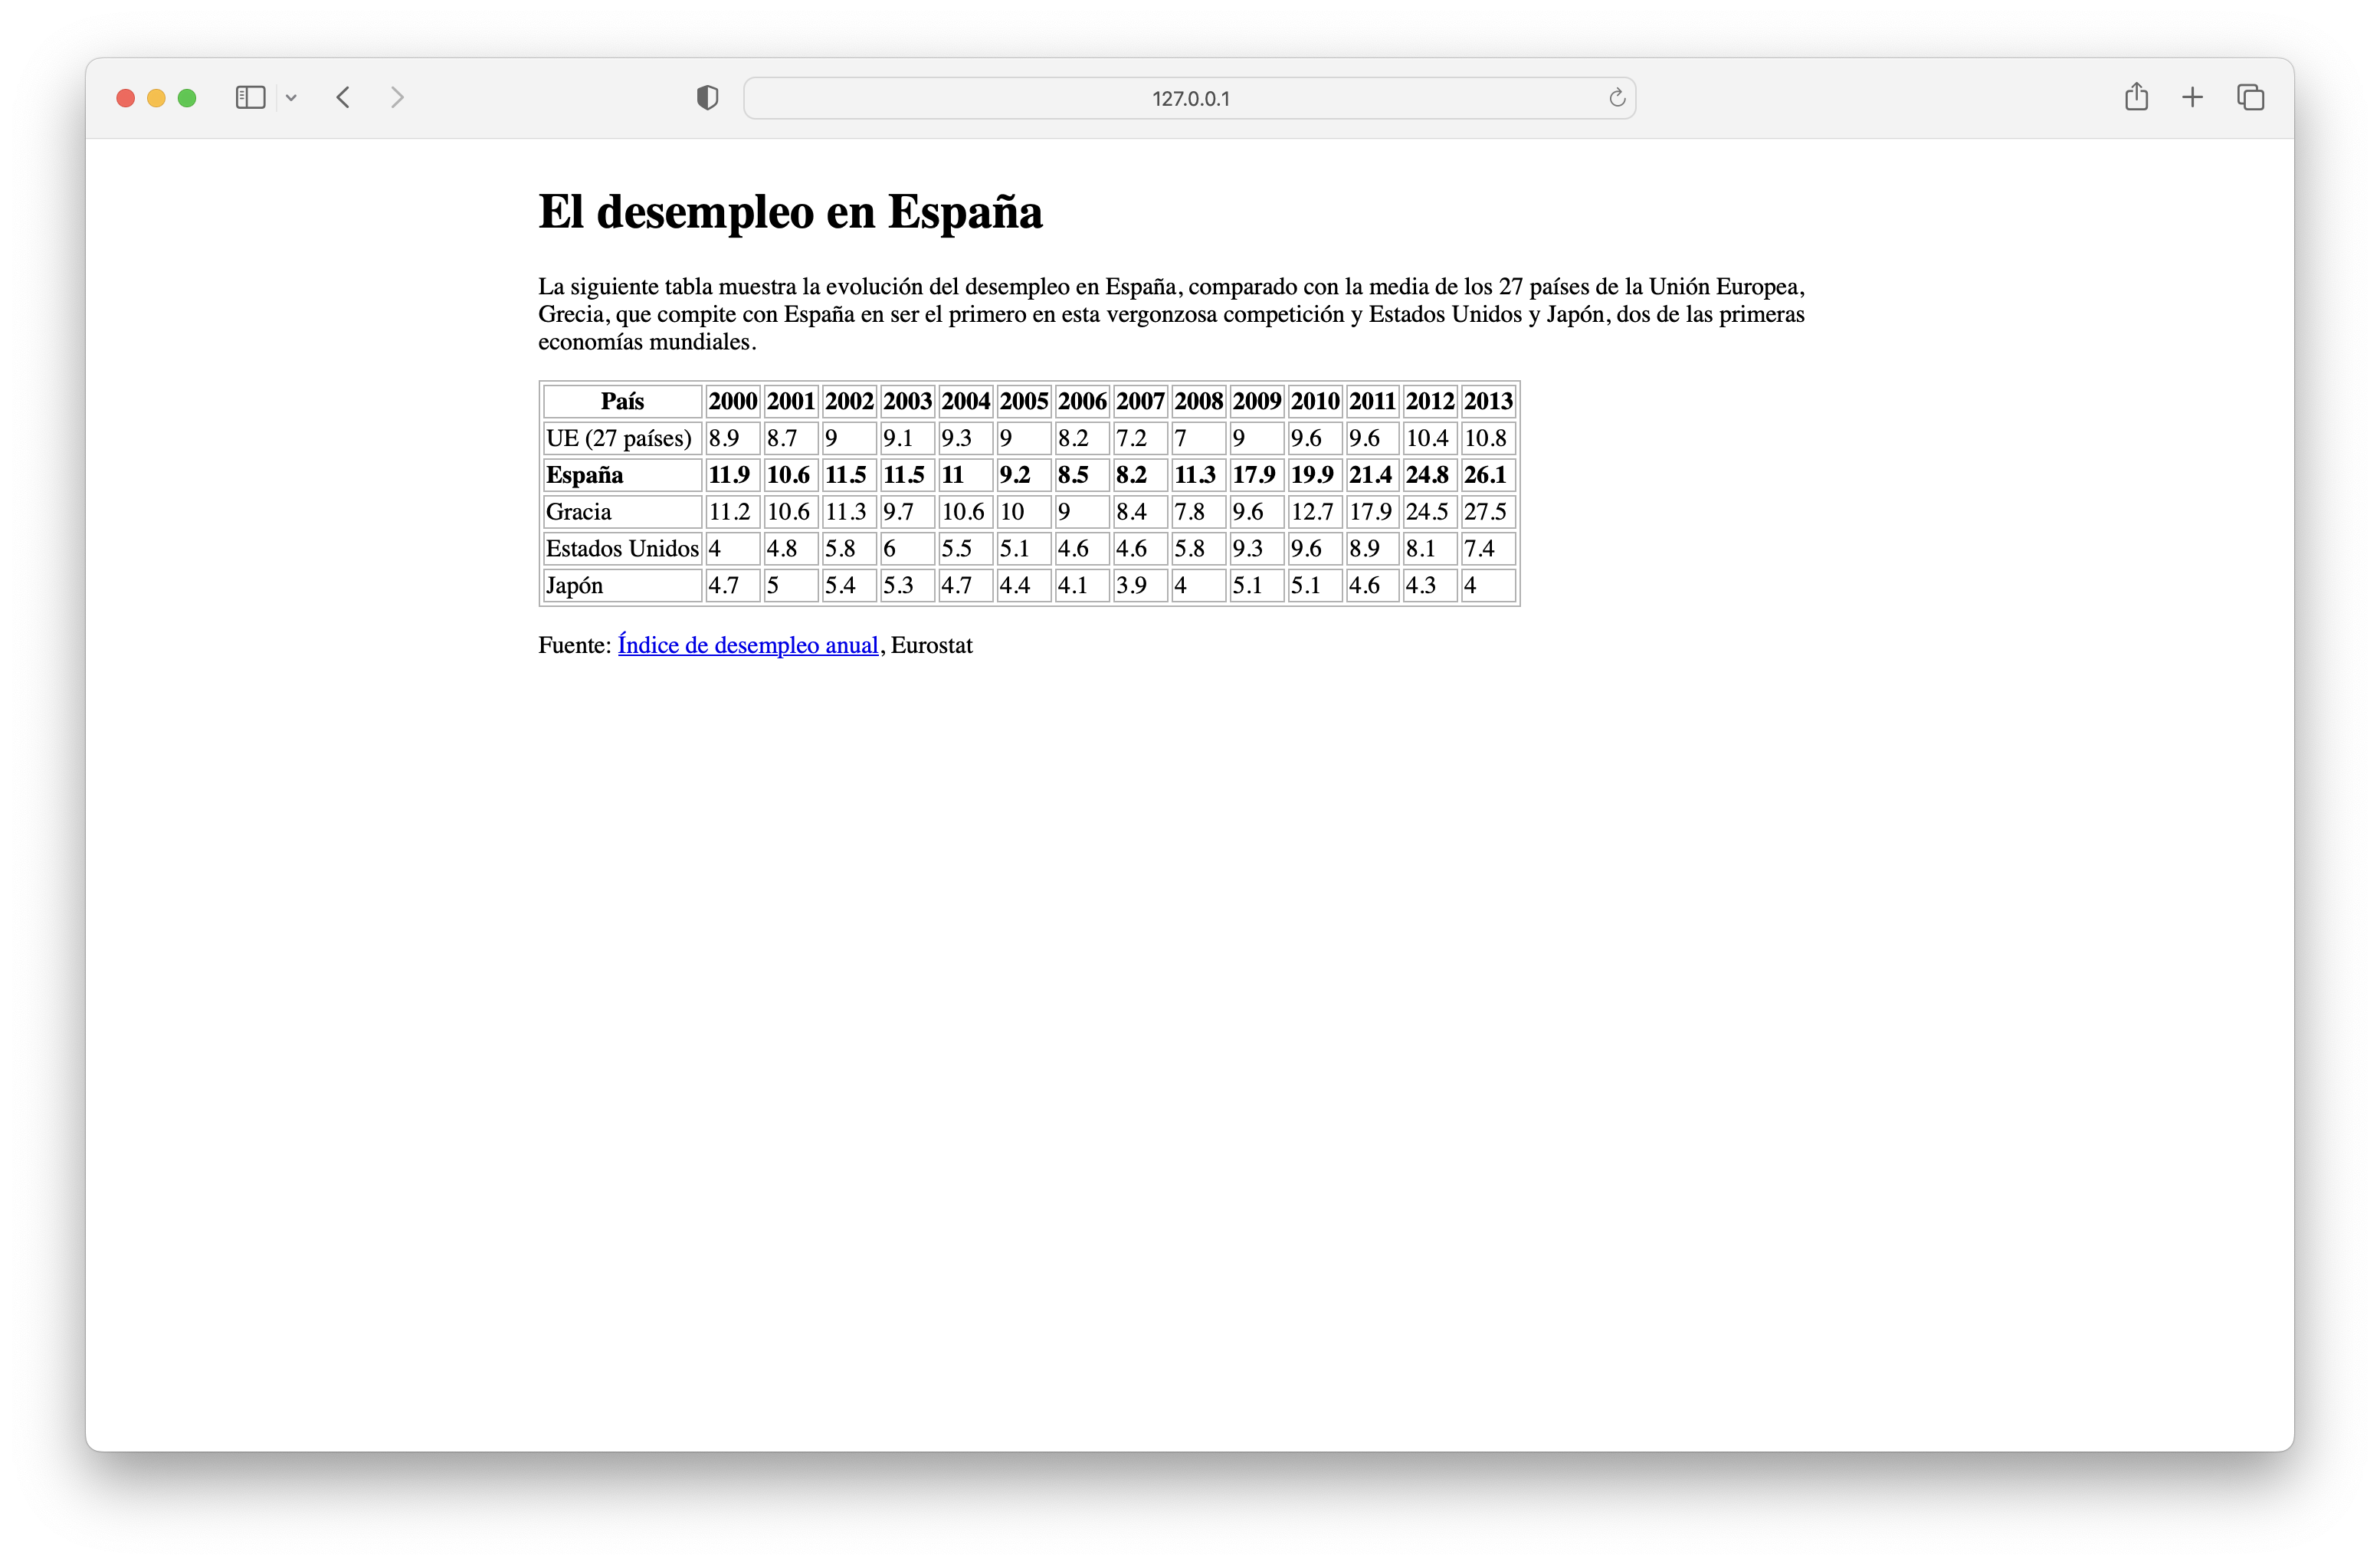 127.0.0.1
El desempleo en España
La siguiente tabla muestra la evolución del desempleo en España, comparado con la media de los 27 países de la Unión Europea,
Grecia, que compite con España en ser el primero en esta vergonzosa competición y Estados Unidos y Japón, dos de las primeras
economías mundiales.
País 2000 2001 2002 2003 2004 2005 2006 2007 2008 2009 2010 2011 2012 2013
UE (27 países) 8.9 8.7 9 9.1 9.3 9 8.2 7.2 7 9 9.6 9.6 10.4 10.8
España 11.9 10.6 11.5 11.5 11 9.2 8.5 8.2 11.3 17.9 19.9 21.4 24.8 26.1
Gracia 11.2 10.6 11.3 9.7 10.6 10 9 8.4 7.8 9.6 12.7 17.9 24.5 27.5
Estados Unidos 4 4.8 5.8 6 5.5 5.1 4.6 4.6 5.8 9.3 9.6 8.9 8.1 7.4
Japón 4.7 5 5.4 5.3 4.7 4.4 4.1 3.9 4 5.1 5.1 4.6 4.3 4
Fuente: Índice de desempleo anual, Eurostat